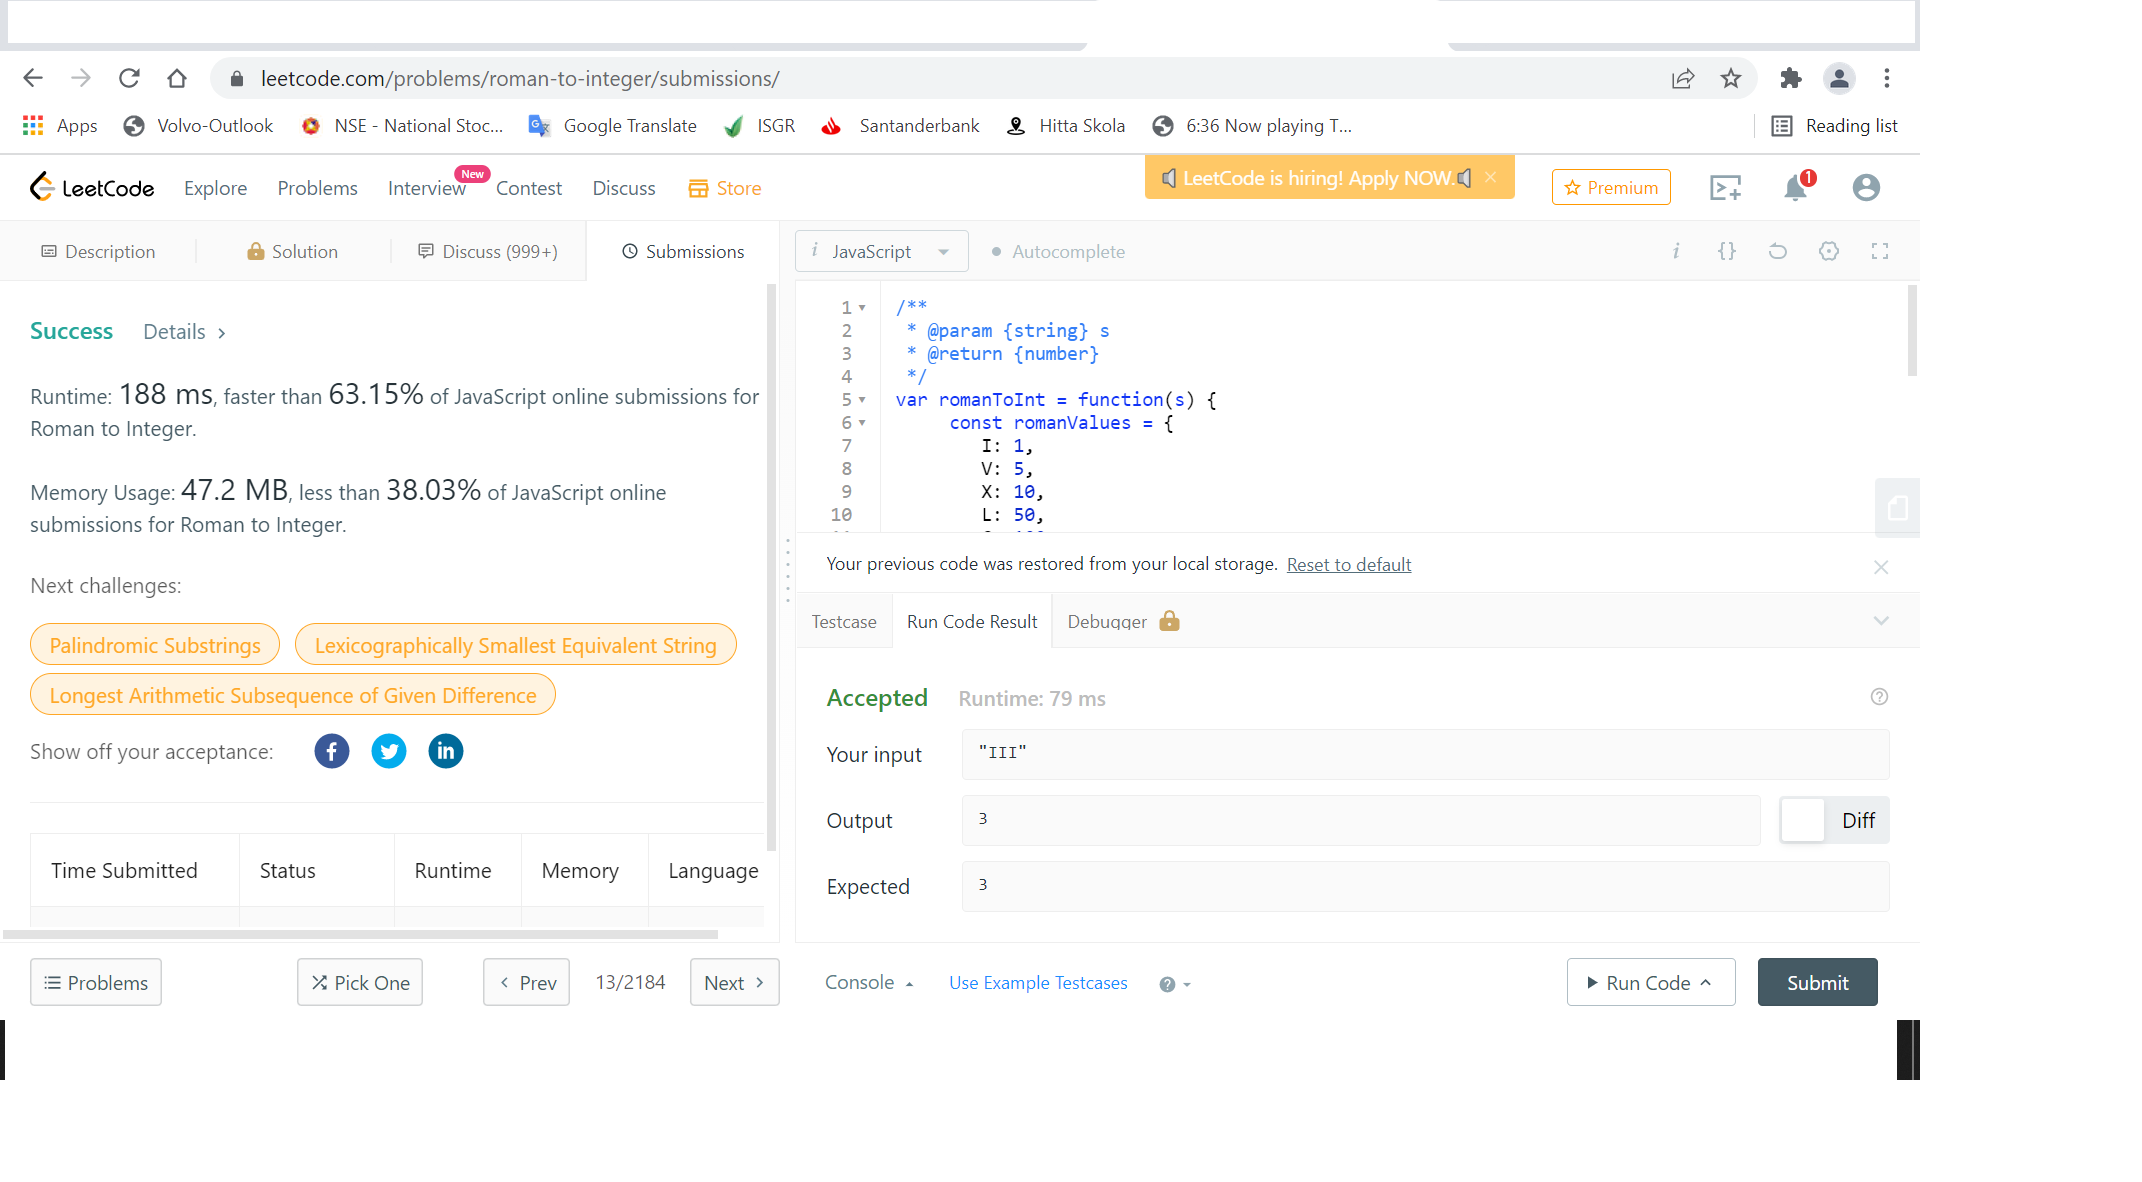 leetcode.com/problems/roman-to-integer/submissions/
Apps Volvo-Outlook NSE - National Stoc... Google Translate ISGR Santanderbank Hitta Skola 6:36 Now playing T... Reading list
LeetCode Explore Problems Interview New Contest Discuss Store LeetCode is hiring! Apply NOW. Premium 1
Description Solution Discuss (999+) Submissions
Success Details
Runtime: 188 ms, faster than 63.15% of JavaScript online submissions for
Roman to Integer.
Memory Usage: 47.2 MB, less than 38.03% of JavaScript online
submissions for Roman to Integer.
Next challenges:
Palindromic Substrings Lexicographically Smallest Equivalent String
Longest Arithmetic Subsequence of Given Difference
Show off your acceptance:
Time Submitted Status Runtime Memory Language
Problems Pick One Prev 13/2184 Next
i JavaScript Autocomplete i {}
1 /**
2 * @param {string} s
3 * @return {number}
4 */
5 var romanToInt = function(s) {
6 const romanValues = {
7 I: 1,
8 V: 5,
9 X: 10,
10 L: 50,
Your previous code was restored from your local storage. Reset to default
Testcase Run Code Result Debugger
Accepted Runtime: 79 ms
Your input "III"
Output 3 Diff
Expected 3
Console Use Example Testcases Run Code Submit